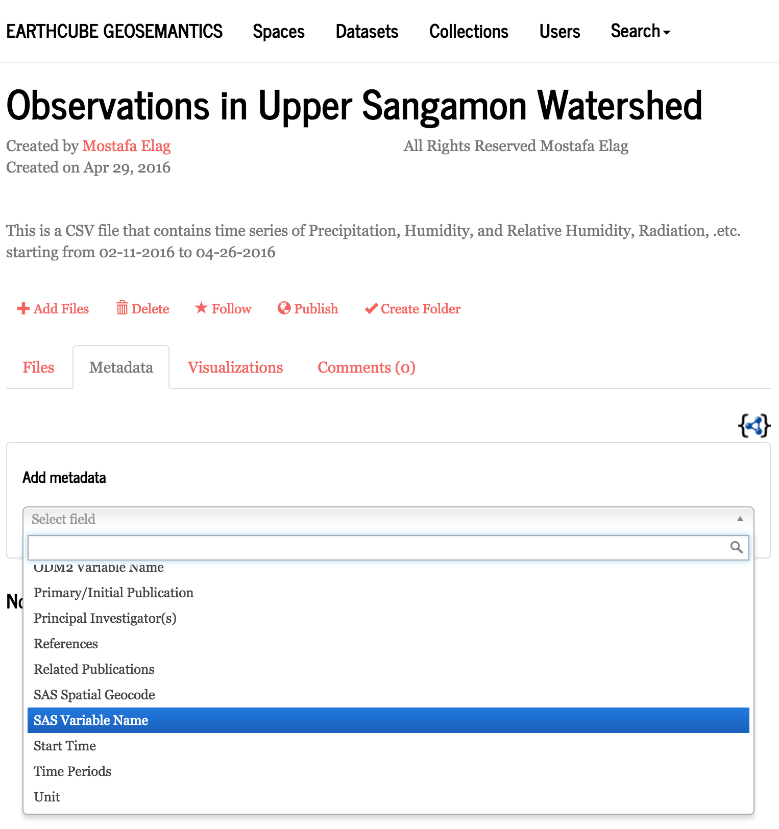 EARTHCUBE GEOSEMANTICS Spaces Datasets Collections Users Search
Observations in Upper Sangamon Watershed
Created by Mostafa Elag All Rights Reserved Mostafa Elag
Created on Apr 29, 2016
This is a CSV file that contains time series of Precipitation, Humidity, and Relative Humidity, Radiation, .etc.
starting from 02-11-2016 to 04-26-2016
Add Files Delete Follow Publish Create Folder
Files Metadata Visualizations Comments (0)
Add metadata
Select field
ODM2 Variable Name
Primary/Initial Publication
No
Principal Investigator(s)
References
Related Publications
SAS Spatial Geocode
SAS Variable Name
Start Time
Time Periods
Unit